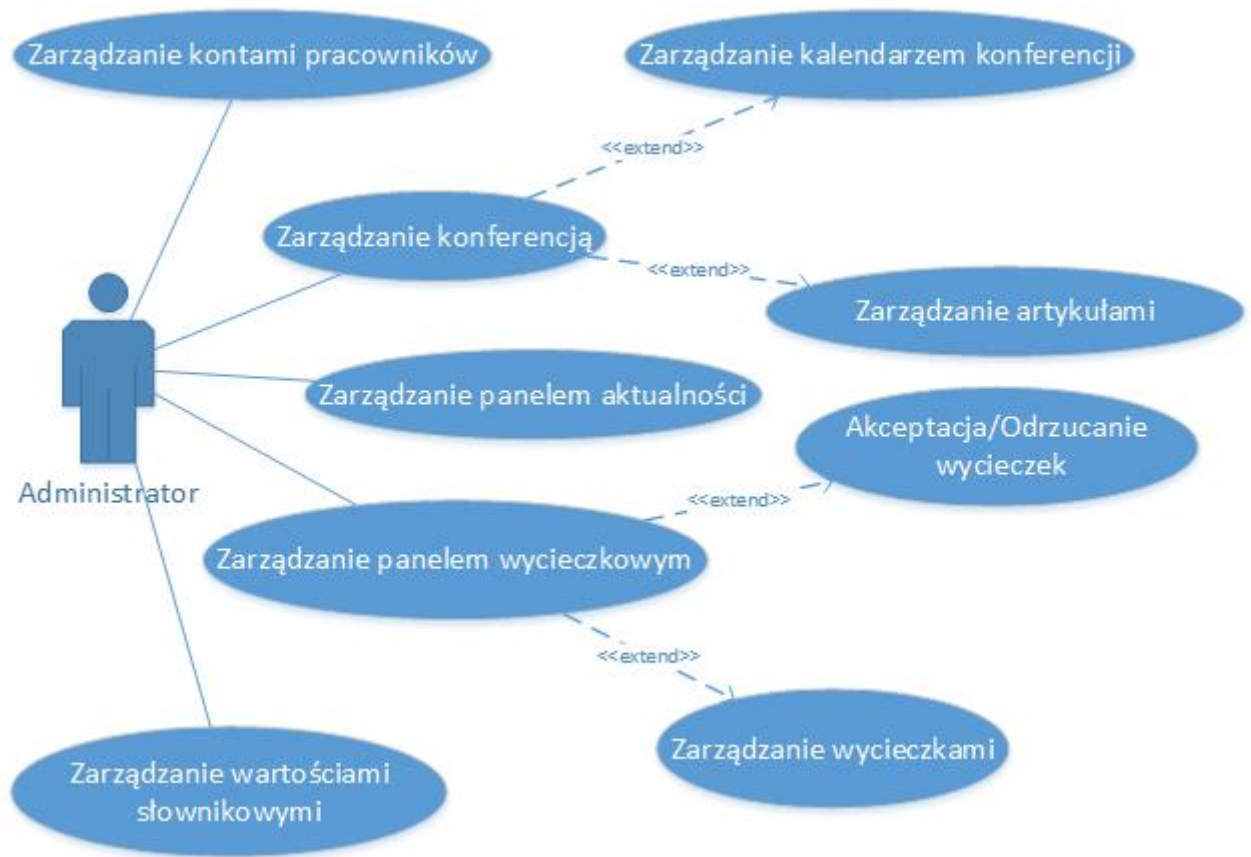 Zarządzanie kontami pracowników
Zarządzanie kalendarzem konferencji
<<extend>>
Zarządzanie konferencją
<<extend>>
Zarządzanie artykułami
Zarządzanie panelem aktualności
Akceptacja/Odrzucanie
wycieczek
Administrator
<<extend>>
Zarządzanie panelem wycieczkowym
<<extend>>
Zarządzanie wycieczkami
Zarządzanie wartościami
słownikowymi